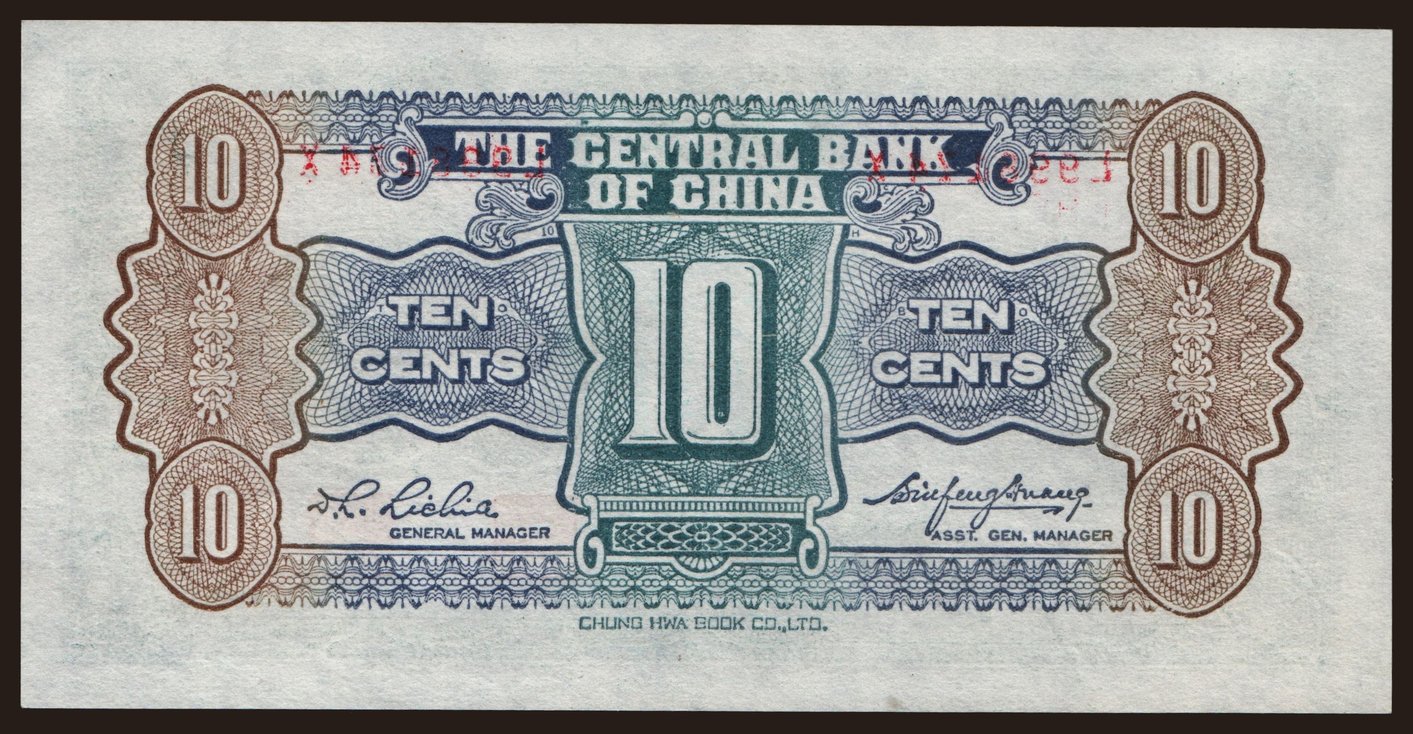 THE CENTRAL BANK
OF CHINA
10
10
10
TEN
CENTS
TEN
CENTS
10
10
GENERAL MANAGER
ASST. GEN. MANAGER
CHUNG HWA BOOK CO., LTD.